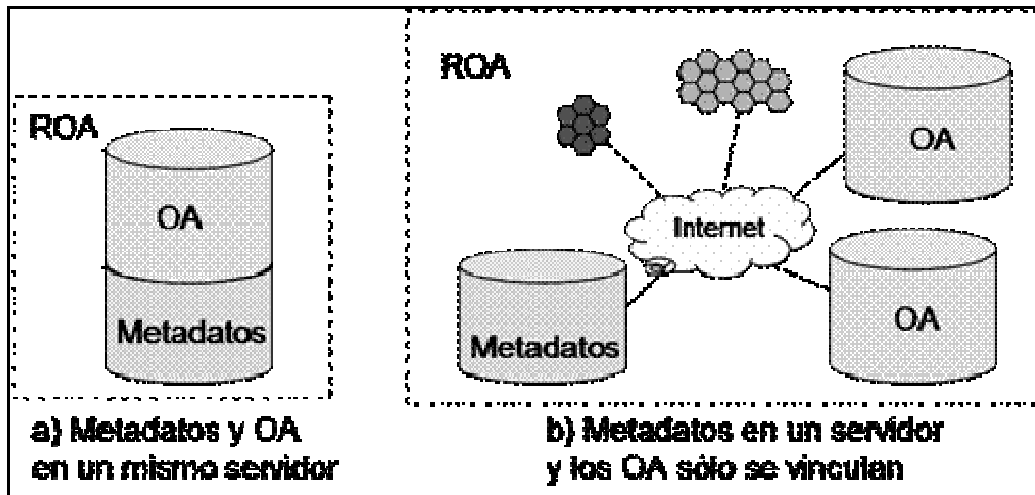 ROA
OA
Metadatos
a) Metadatos y OA
en un mismo servidor
ROA
OA
Internet
OA
Metadatos
b) Metadatos en un servidor
y los OA sólo se vinculan